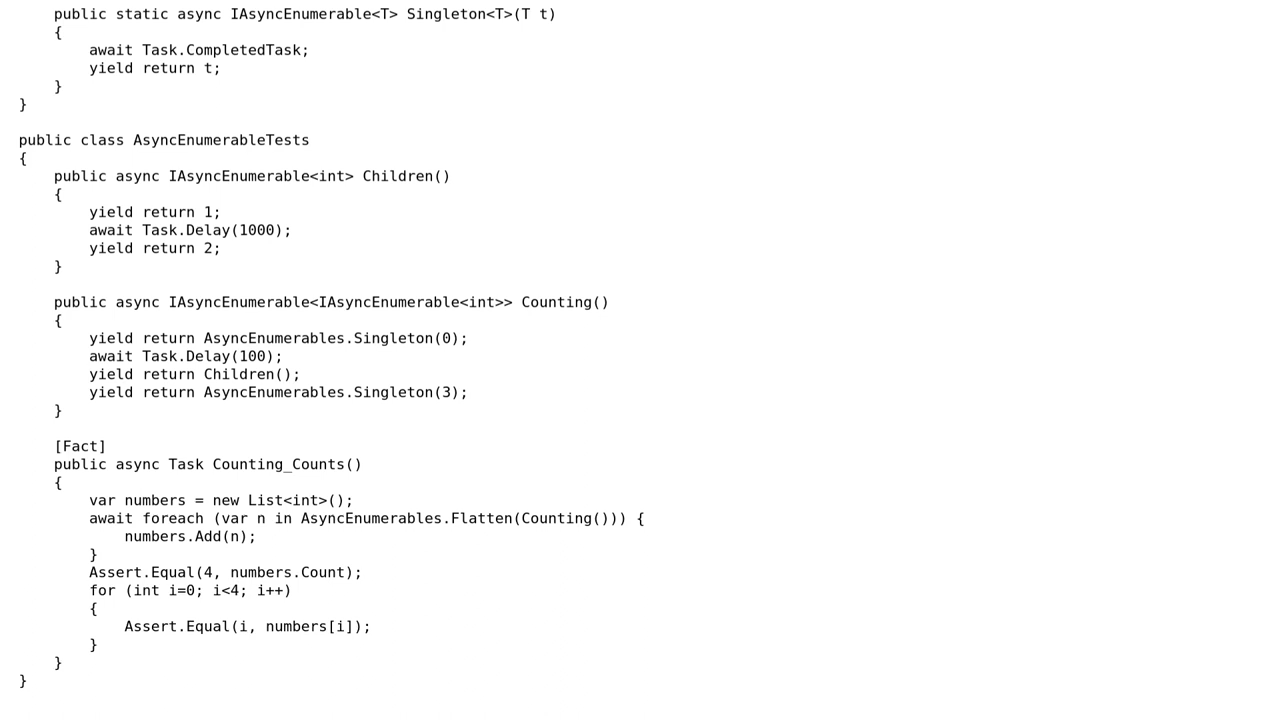 public static async IAsyncEnumerable<T> Singleton<T>(T t)
{
await Task.CompletedTask;
yield return t;
}
}
public class AsyncEnumerableTests
{
public async IAsyncEnumerable<int> Children()
{
yield return 1;
await Task.Delay(1000);
yield return 2;
}
public async IAsyncEnumerable<IAsyncEnumerable<int>> Counting()
{
yield return AsyncEnumerables.Singleton(0);
await Task.Delay(100);
yield return Children();
yield return AsyncEnumerables.Singleton(3);
}
[Fact]
public async Task Counting_Counts()
{
var numbers = new List<int>();
await foreach (var n in AsyncEnumerables.Flatten(Counting())) {
numbers.Add(n);
}
Assert.Equal(4, numbers.Count);
for (int i=0; i<4; i++)
{
Assert.Equal(i, numbers[i]);
}
}
}